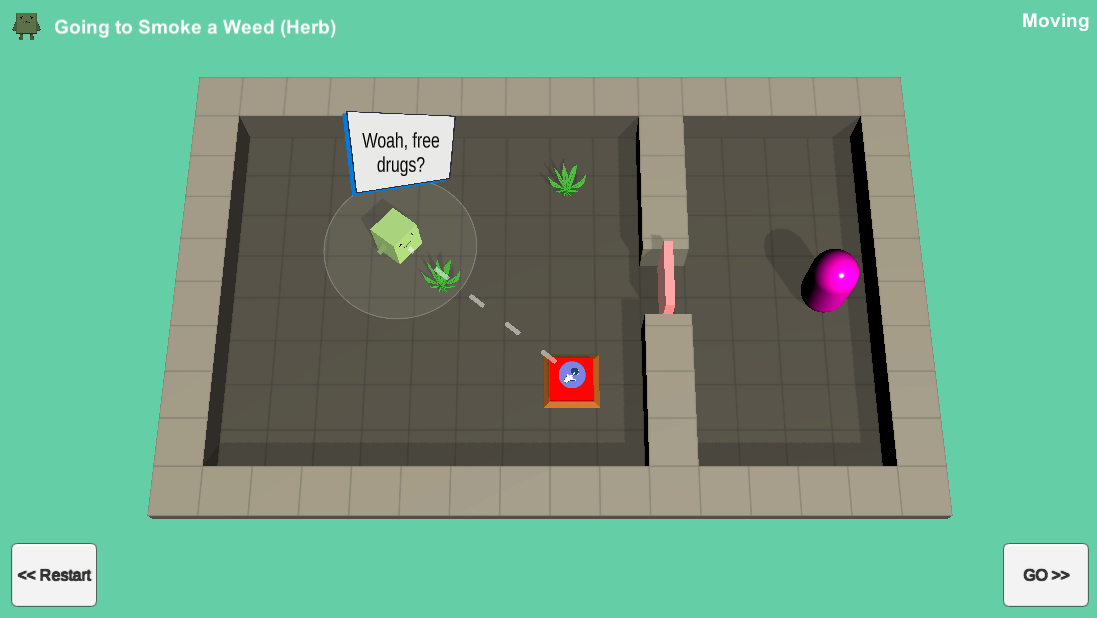 Going to Smoke a Weed (Herb)
Moving
Woah, free
drugs?
<< Restart
GO >>